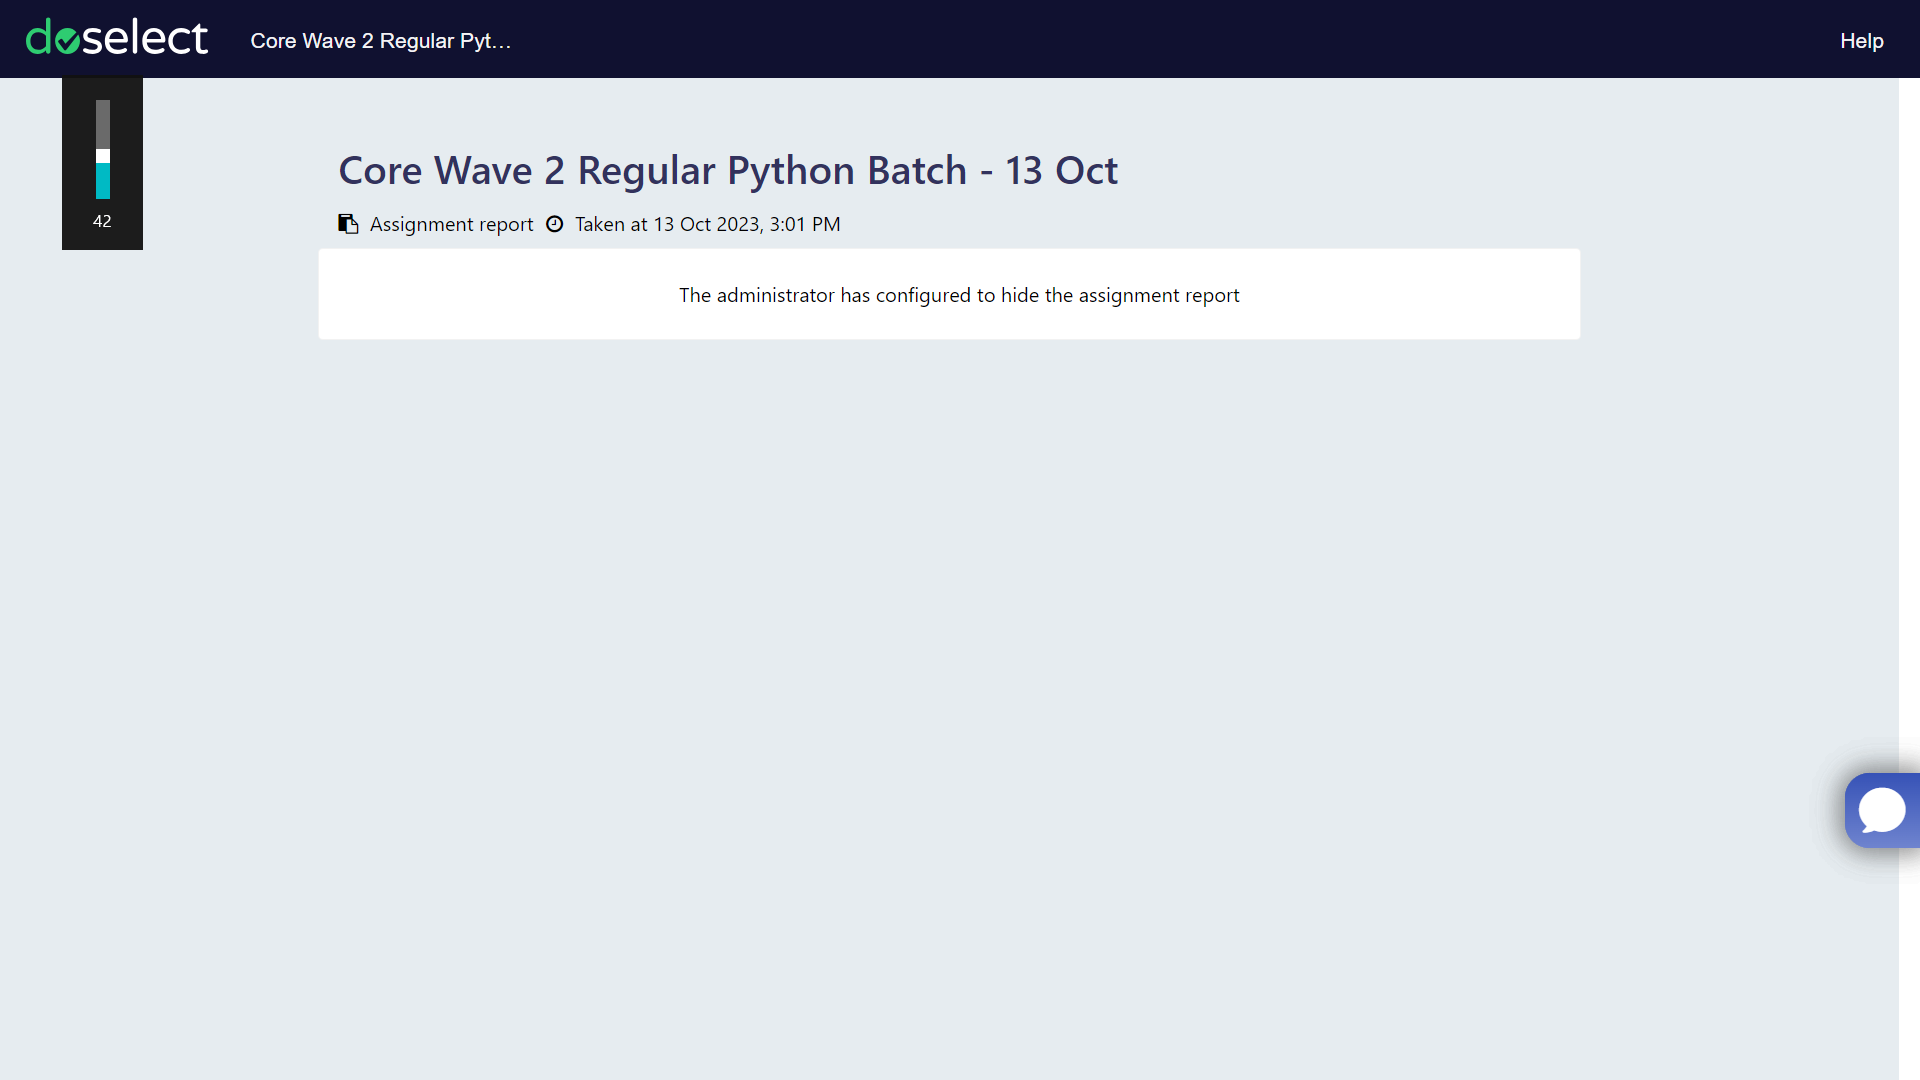 doselect
Core Wave 2 Regular Pyt...
Help
42
Core Wave 2 Regular Python Batch - 13 Oct
Assignment report Taken at 13 Oct 2023, 3:01 PM
The administrator has configured to hide the assignment report